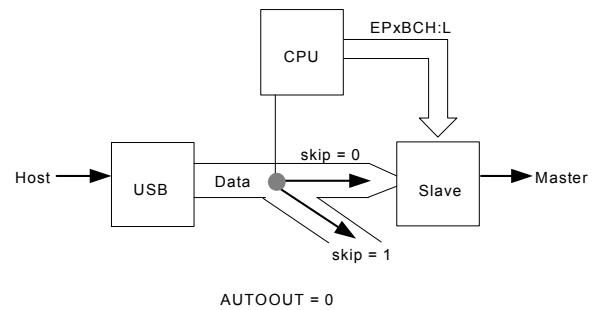 EPxBCH:L
CPU
skip = 0
Host
USB
Data
Slave
Master
skip = 1
AUTOOUT = 0